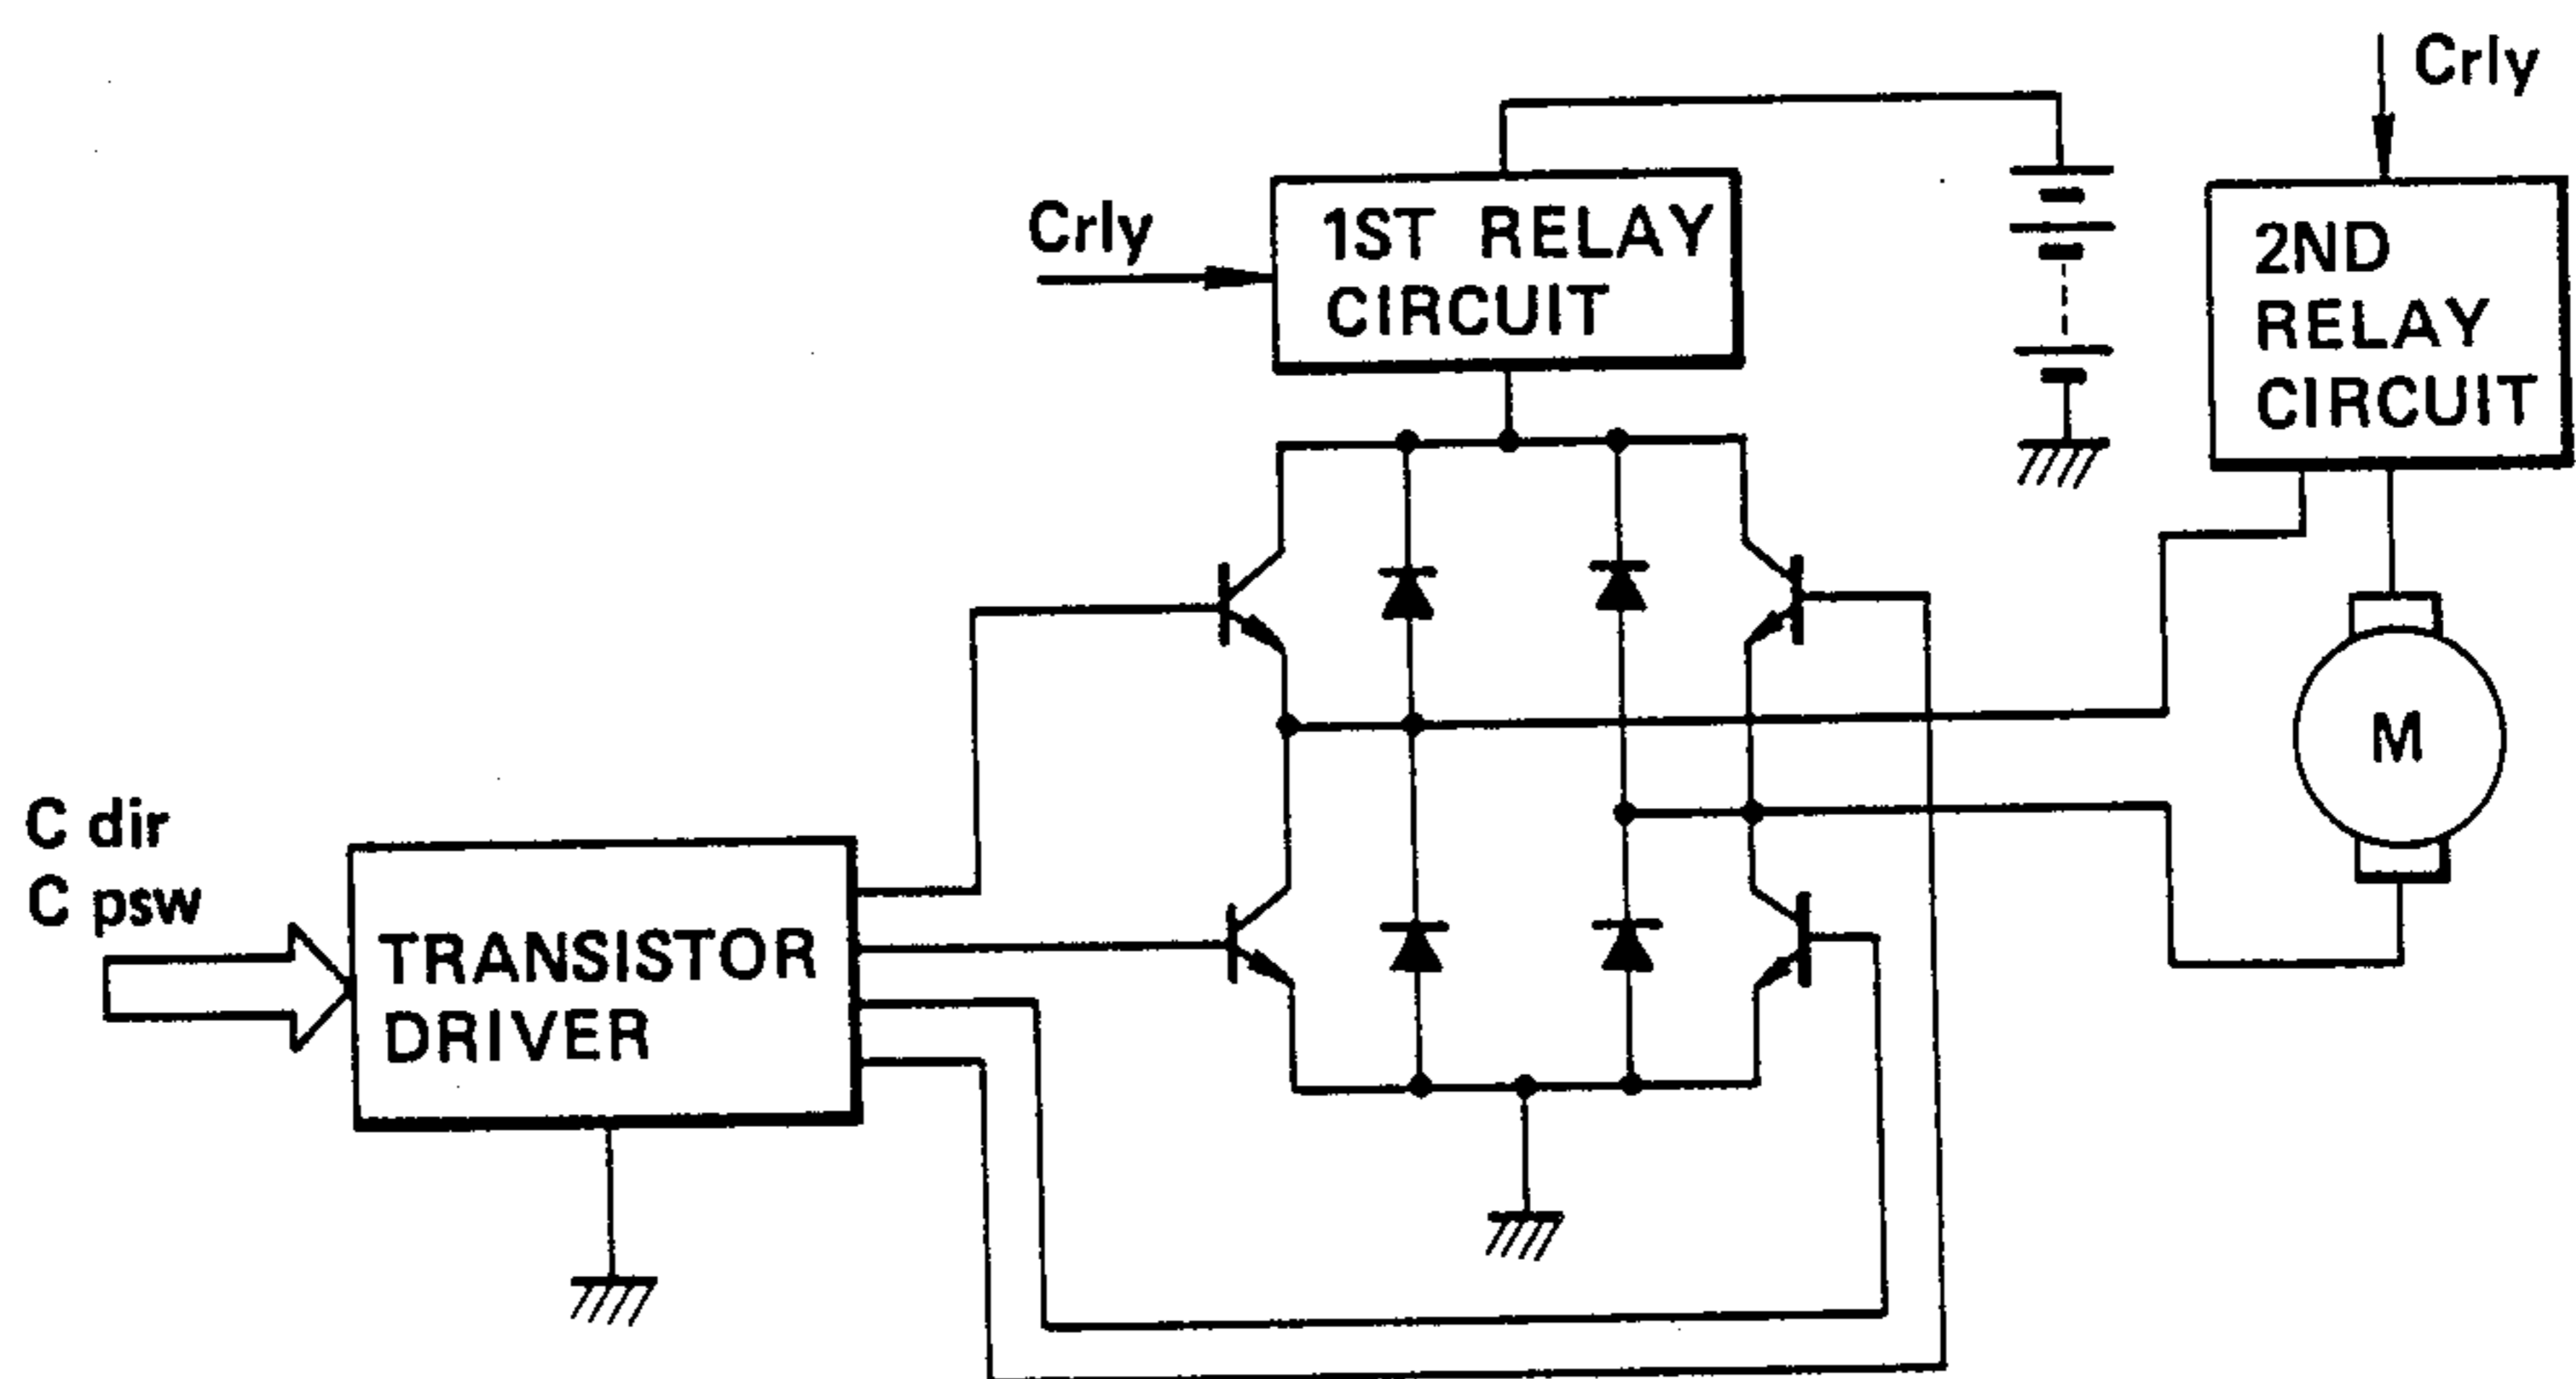 Crly
Crly
1ST RELAY
CIRCUIT
2ND
RELAY
CIRCUIT
C dir
C psw
TRANSISTOR
DRIVER
M